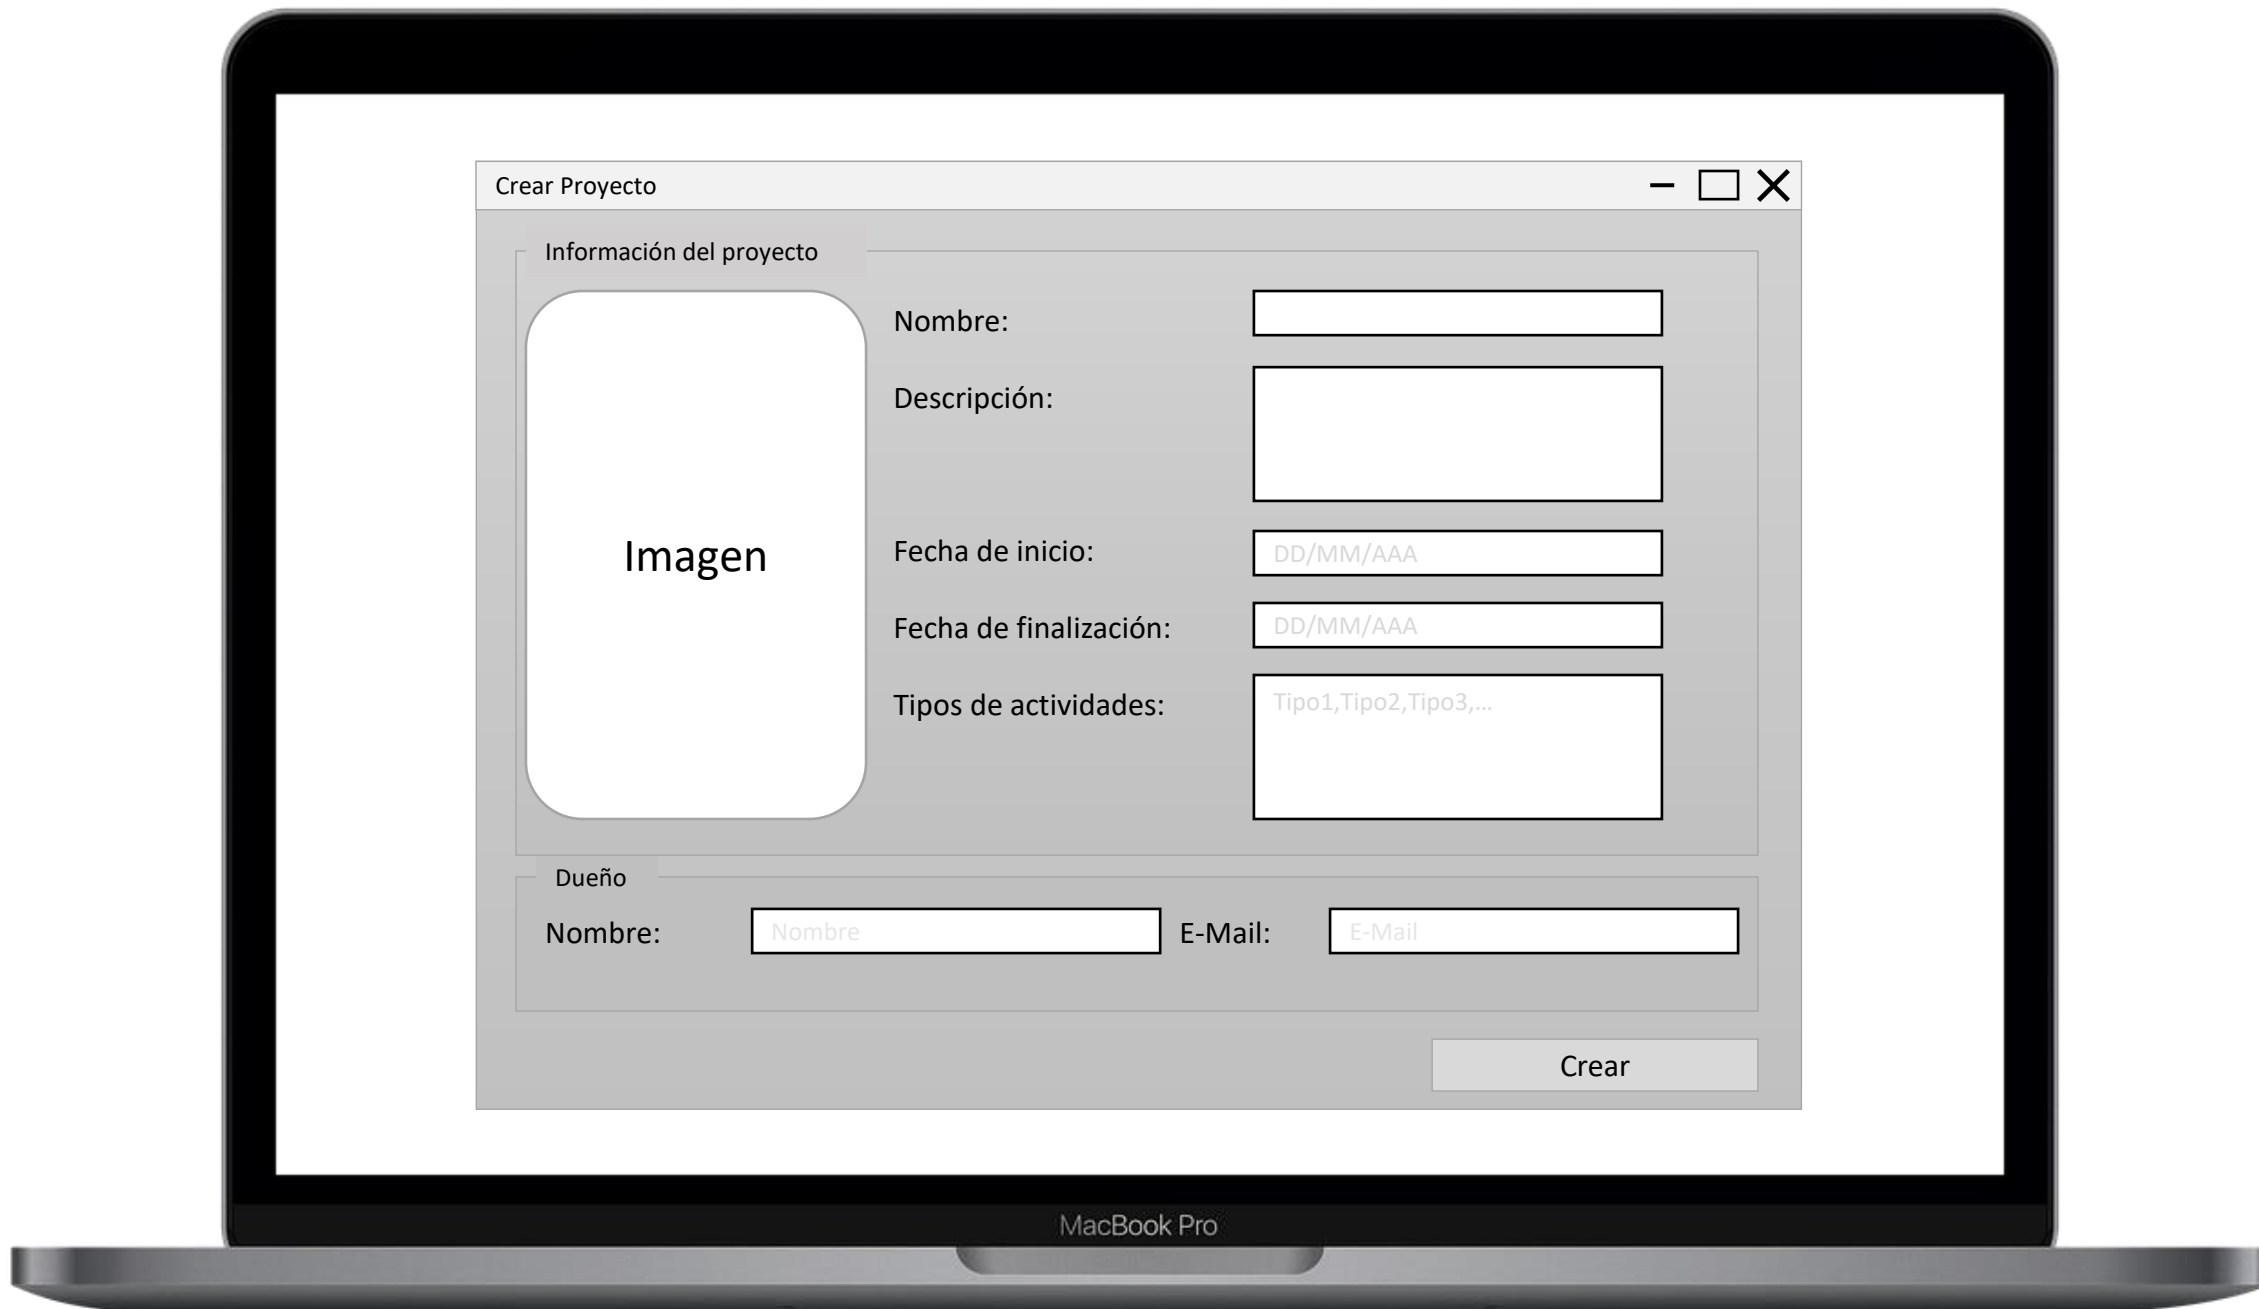 Crear Proyecto
Información del proyecto
Imagen
Nombre:
Descripción:
Fecha de inicio: DD/MM/AAA
Fecha de finalización: DD/MM/AAA
Tipos de actividades: Tipo1,Tipo2,Tipo3,...
Dueño
Nombre: Nombre E-Mail: E-Mail
Crear
MacBook Pro